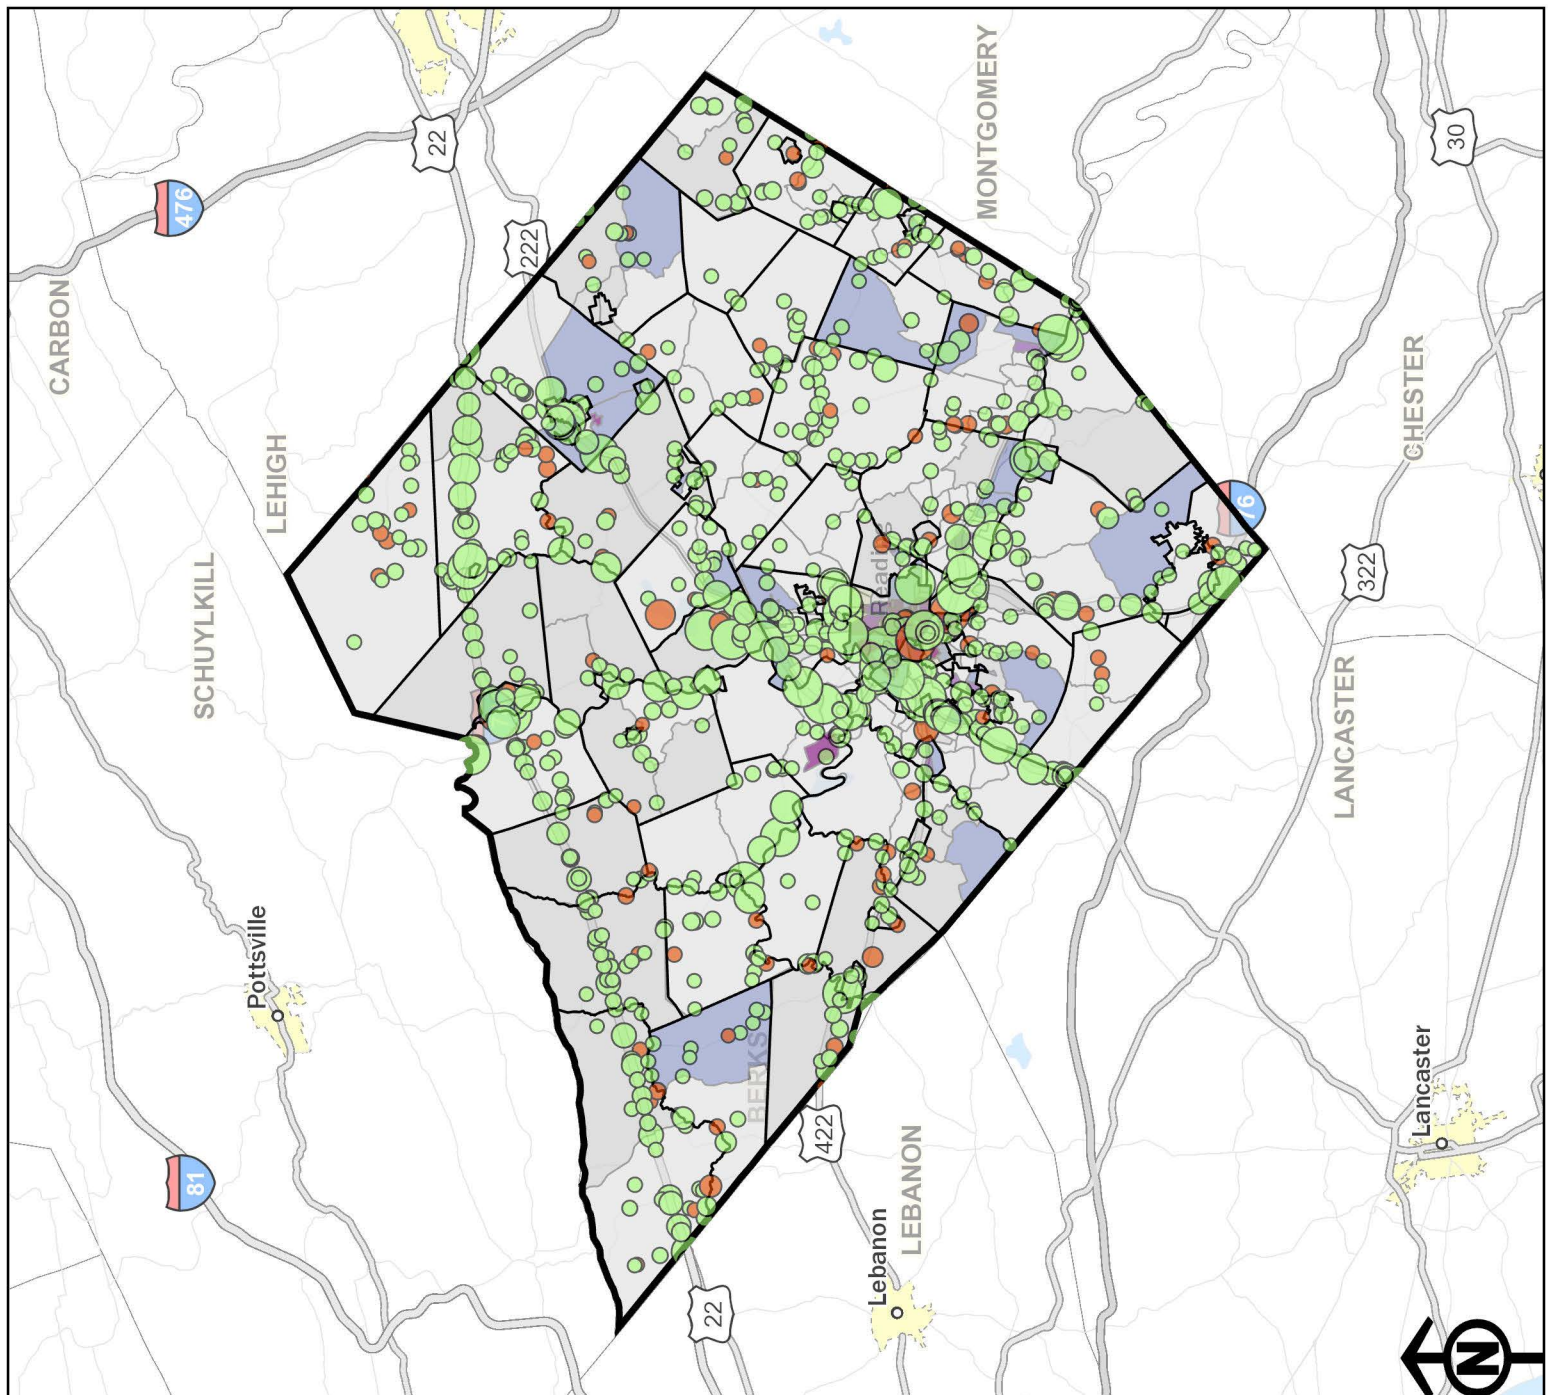 CARBON
476
22
222
MONTGOMERY
30
LEHIGH
SCHUYLKILL
CHESTER
76
322
Reading
LANCASTER
Pottsville
BERKS
81
422
LEBANON
Lebanon
22
Lancaster
N